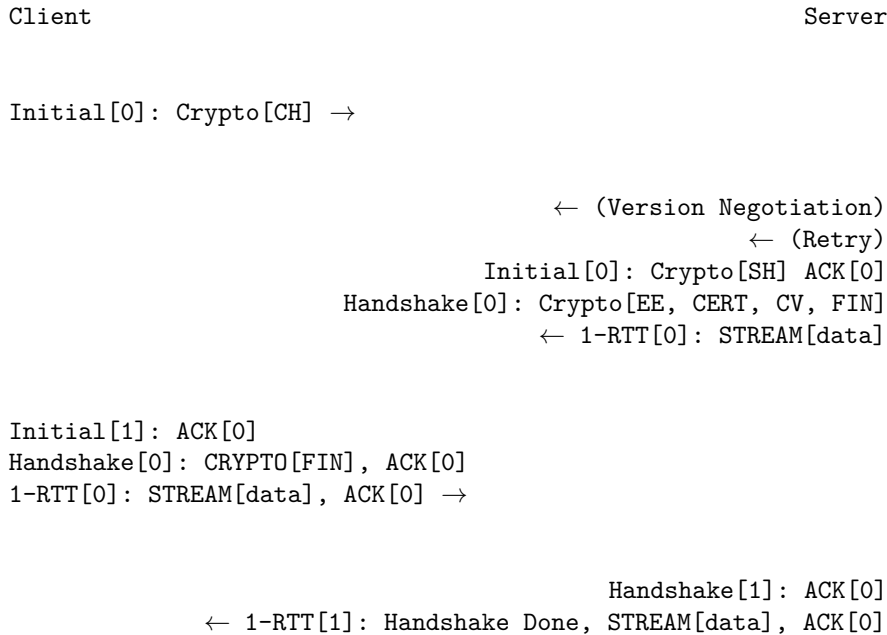 Client Server
Initial[0]: Crypto[CH] →
← (Version Negotiation)
← (Retry)
Initial[0]: Crypto[SH] ACK[0]
Handshake[0]: Crypto[EE, CERT, CV, FIN]
← 1-RTT[0]: STREAM[data]
Initial[1]: ACK[0]
Handshake[0]: CRYPTO[FIN], ACK[0]
1-RTT[0]: STREAM[data], ACK[0] →
Handshake[1]: ACK[0]
← 1-RTT[1]: Handshake Done, STREAM[data], ACK[0]